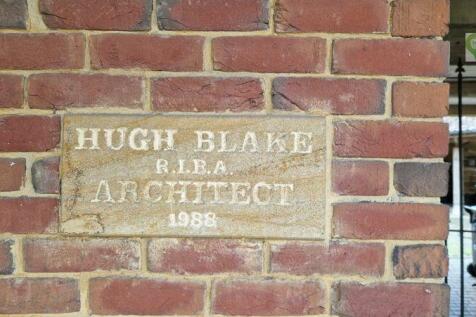 HUGH BLAKE
R.I.B.A.
ARCHITECT
1988